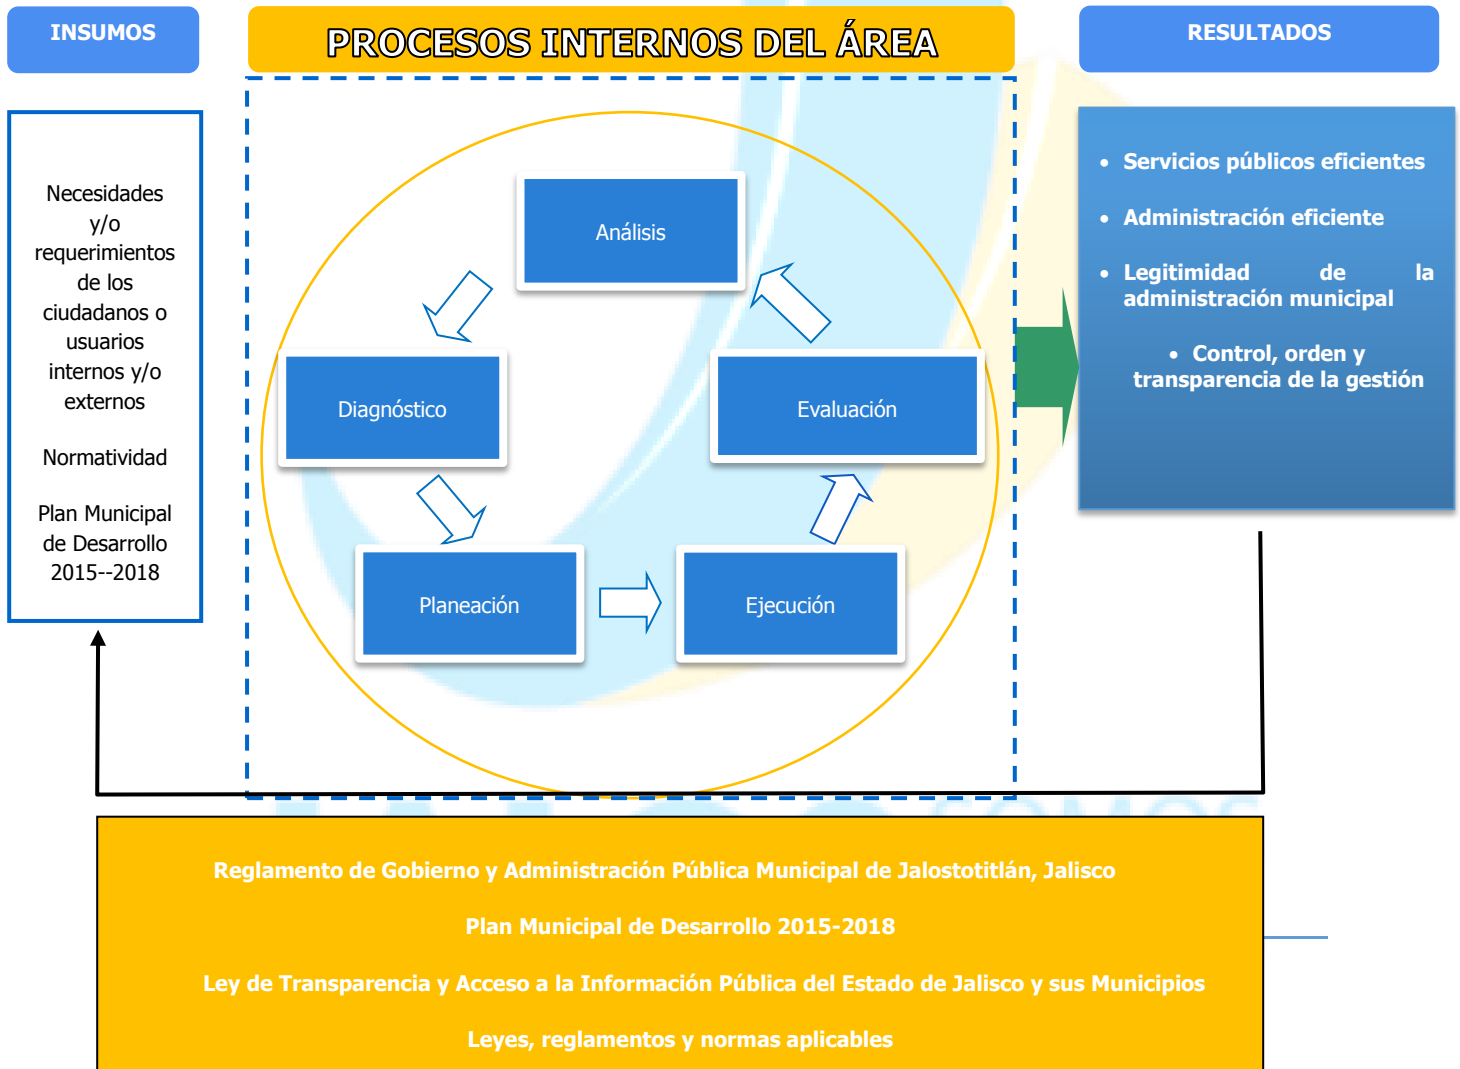 INSUMOS
PROCESOS INTERNOS DEL ÁREA
RESULTADOS
Necesidades
y/o
requerimientos
de los
ciudadanos o
usuarios
internos y/o
externos
Normatividad
Plan Municipal
de Desarrollo
2015--2018
Análisis
Diagnóstico
Evaluación
Planeación
Ejecución
• Servicios públicos eficientes
• Administración eficiente
• Legitimidad de la
administración municipal
• Control, orden y
transparencia de la gestión
SOMOS
Reglamento de Gobierno y Administración Pública Municipal de Jalostotitlán, Jalisco
Plan Municipal de Desarrollo 2015-2018
Ley de Transparencia y Acceso a la Información Pública del Estado de Jalisco y sus Municipios
Leyes, reglamentos y normas aplicables